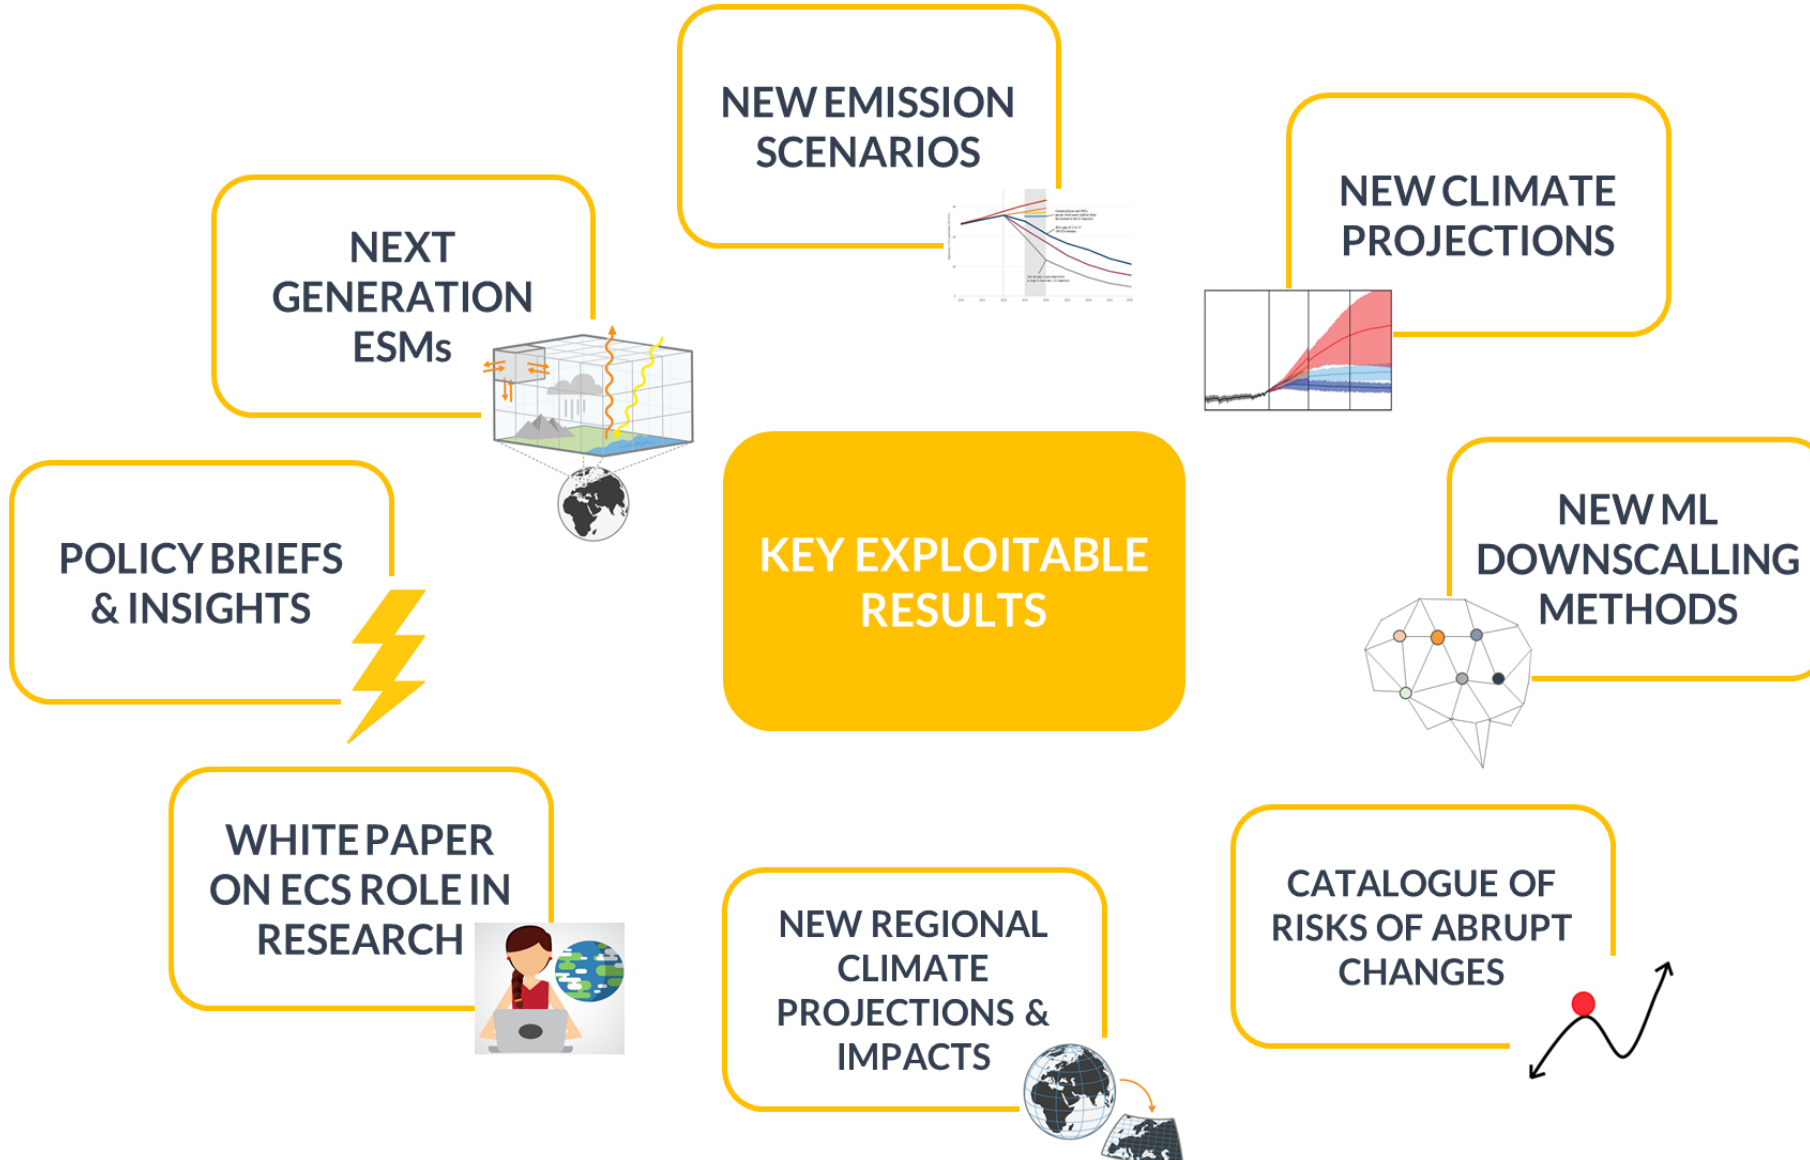 NEW EMISSION
SCENARIOS
NEW CLIMATE
PROJECTIONS
NEXT
GENERATION
ESMs
NEW ML
DOWNSCALLING
METHODS
POLICY BRIEFS
& INSIGHTS
KEY EXPLOITABLE
RESULTS
WHITE PAPER
ON ECS ROLE IN
RESEARCH
CATALOGUE OF
RISKS OF ABRUPT
CHANGES
NEW REGIONAL
CLIMATE
PROJECTIONS &
IMPACTS